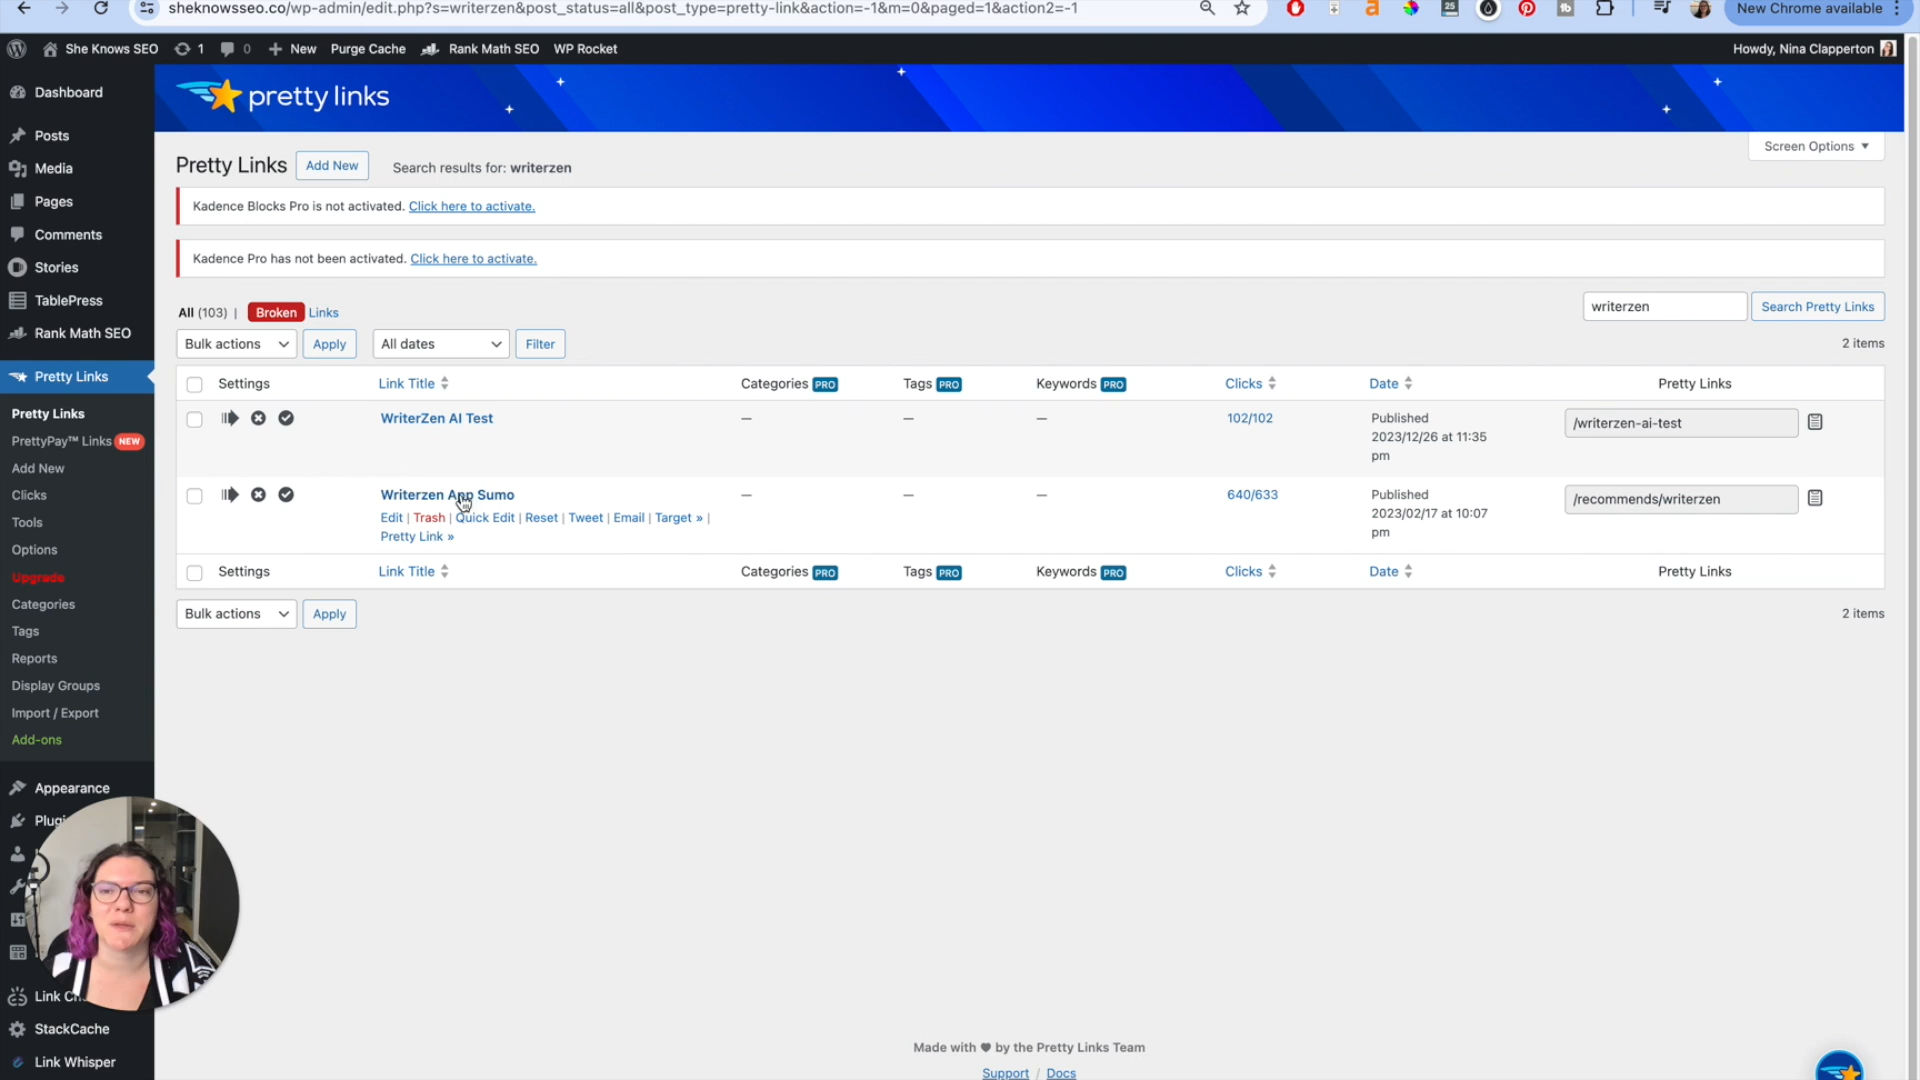 sheknowsseo.co/wp-admin/edit.php?s=writerzen&post_status=all&post_type=pretty-link&action=-1&m=0&paged=1&action2=-1
New Chrome available
She Knows SEO 1 0 New Purge Cache Rank Math SEO WP Rocket
Howdy, Nina Clapperton
Dashboard
Posts
Media
Pages
Comments
Stories
TablePress
Rank Math SEO
Pretty Links
Pretty Links
PrettyPay™ Links NEW
Add New
Clicks
Tools
Options
Upgrade
Categories
Tags
Reports
Display Groups
Import / Export
Add-ons
Appearance
StackCache
Link Whisper
pretty links
Screen Options
Pretty Links Add New Search results for: writerzen
Kadence Blocks Pro is not activated. Click here to activate.
Kadence Pro has not been activated. Click here to activate.
All (103) | Broken Links
writerzen Search Pretty Links
Bulk actions Apply All dates Filter
2 items
Settings Link Title Categories PRO Tags PRO Keywords PRO Clicks Date Pretty Links
WriterZen AI Test — — — 102/102 Published /writerzen-ai-test
2023/12/26 at 11:35
pm
Writerzen App Sumo — — — 640/633 Published /recommends/writerzen
2023/02/17 at 10:07
pm
Edit | Trash | Quick Edit | Reset | Tweet | Email | Target » |
Pretty Link »
Settings Link Title Categories PRO Tags PRO Keywords PRO Clicks Date Pretty Links
Bulk actions Apply
2 items
Made with ♥ by the Pretty Links Team
Support / Docs